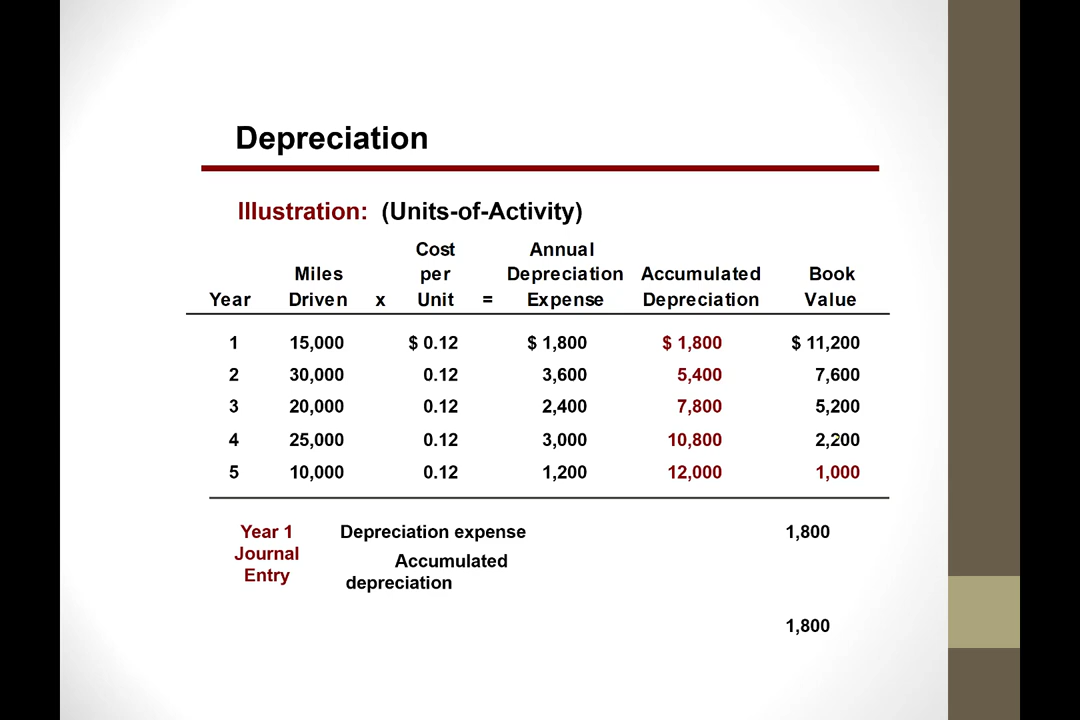 Depreciation
Illustration: (Units-of-Activity)
Cost Annual
Miles per Depreciation Accumulated Book
Year Driven x Unit = Expense Depreciation Value
1 15,000 $ 0.12 $ 1,800 $ 1,800 $ 11,200
2 30,000 0.12 3,600 5,400 7,600
3 20,000 0.12 2,400 7,800 5,200
4 25,000 0.12 3,000 10,800 2,200
5 10,000 0.12 1,200 12,000 1,000
Year 1 Depreciation expense 1,800
Journal Accumulated
Entry depreciation
1,800